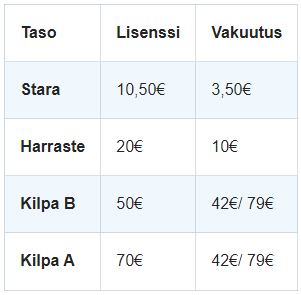 Taso Lisenssi Vakuutus
Stara 10,50€ 3,50€
Harraste 20€ 10€
Kilpa B 50€ 42€/ 79€
Kilpa A 70€ 42€/ 79€